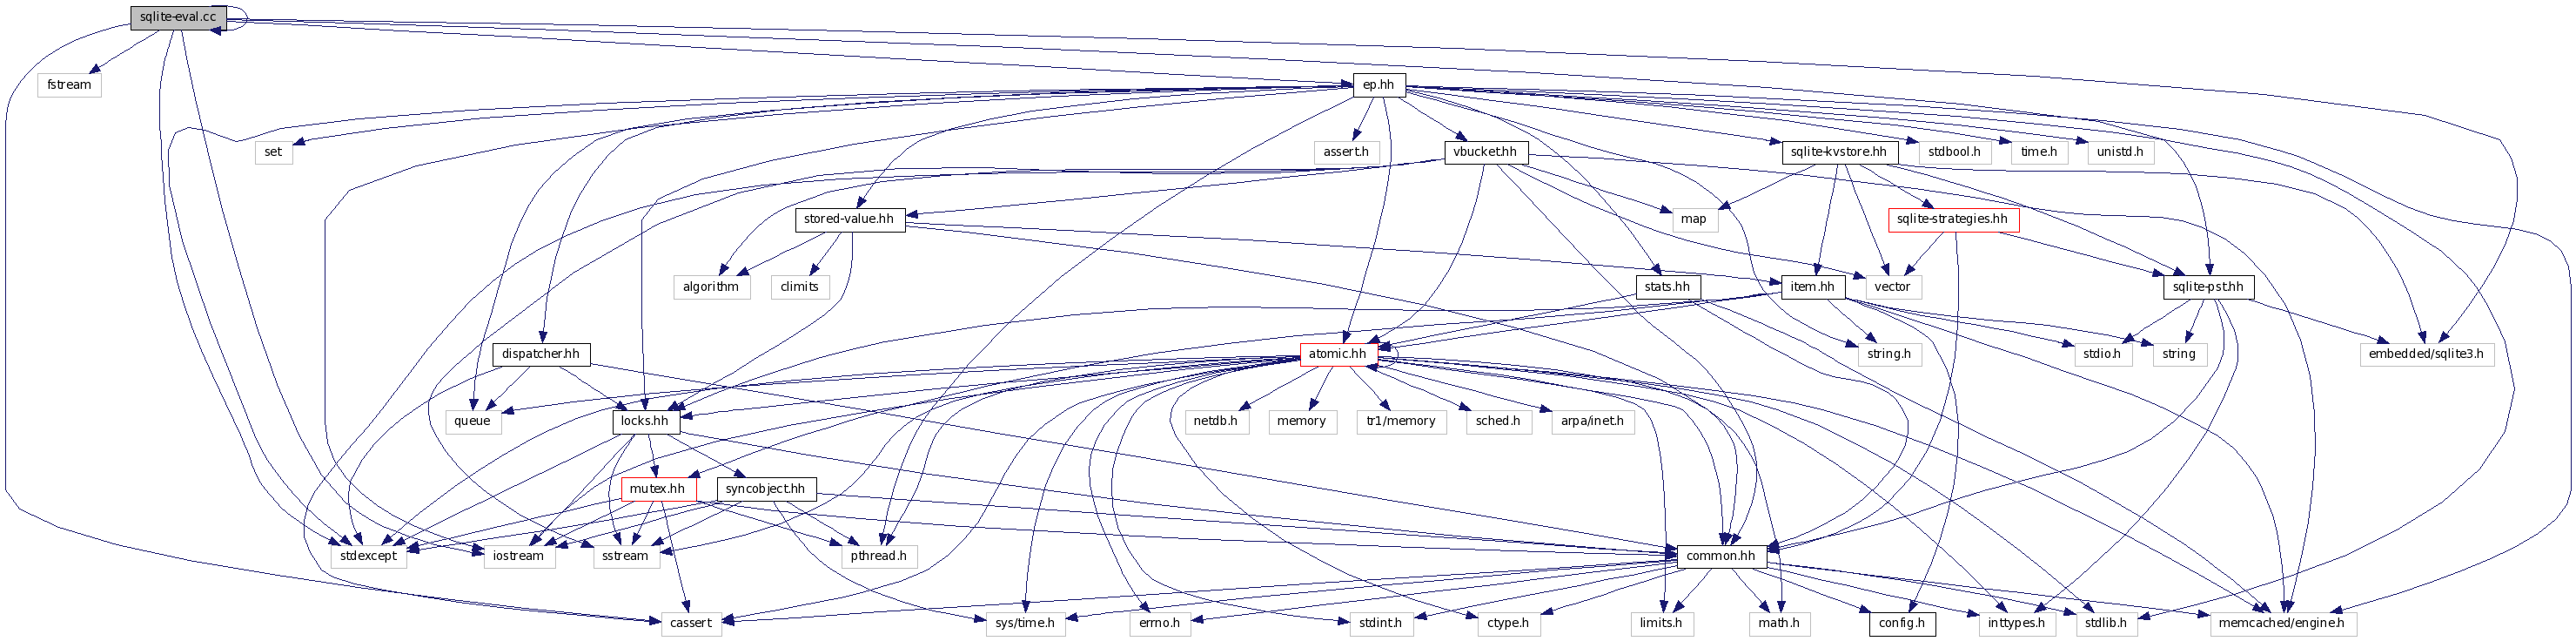 sqlite-eval.cc
fstream
ep.hh
set
assert.h
vbucket.hh
sqlite-kvstore.hh
stdbool.h
time.h
unistd.h
stored-value.hh
map
sqlite-strategies.hh
algorithm
climits
stats.hh
item.hh
vector
sqlite-pst.hh
dispatcher.hh
atomic.hh
string.h
stdio.h
string
embedded/sqlite3.h
queue
locks.hh
netdb.h
memory
tr1/memory
sched.h
arpa/inet.h
mutex.hh
syncobject.hh
stdexcept
iostream
sstream
pthread.h
common.hh
cassert
sys/time.h
errno.h
stdint.h
ctype.h
limits.h
math.h
config.h
inttypes.h
stdlib.h
memcached/engine.h